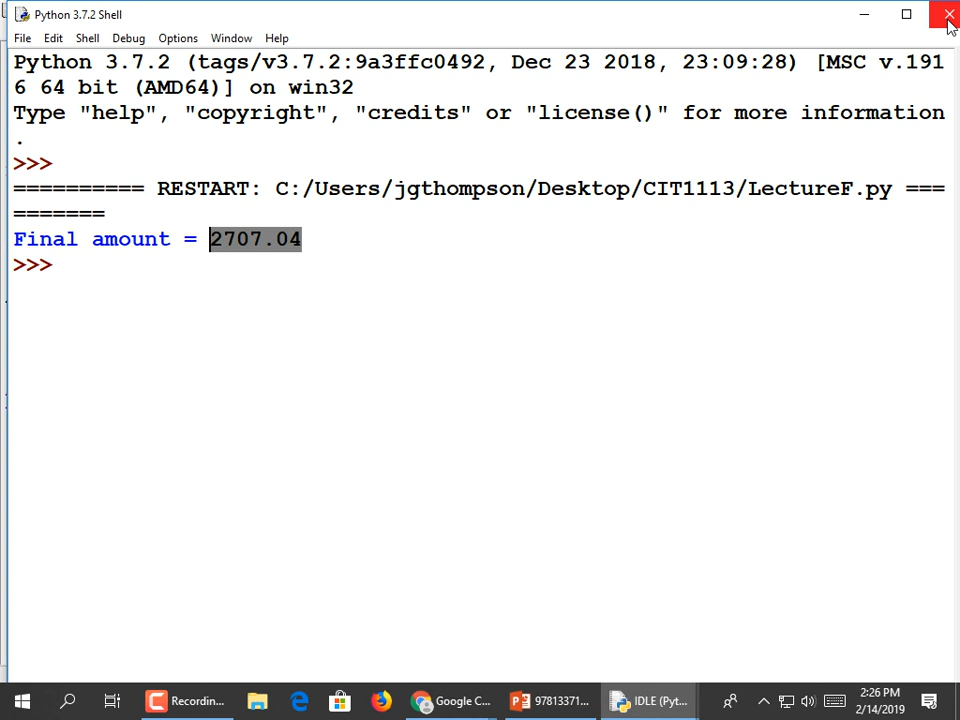 Python 3.7.2 Shell
File Edit Shell Debug Options Window Help
Python 3.7.2 (tags/v3.7.2:9a3ffc0492, Dec 23 2018, 23:09:28) [MSC v.191
6 64 bit (AMD64)] on win32
Type "help", "copyright", "credits" or "license()" for more information
.
>>>
========== RESTART: C:/Users/jgthompson/Desktop/CIT1113/LectureF.py ===
=======
Final amount = 2707.04
>>>
Recordin... Google C... 97813371... IDLE (Pyt...
2:26 PM
2/14/2019